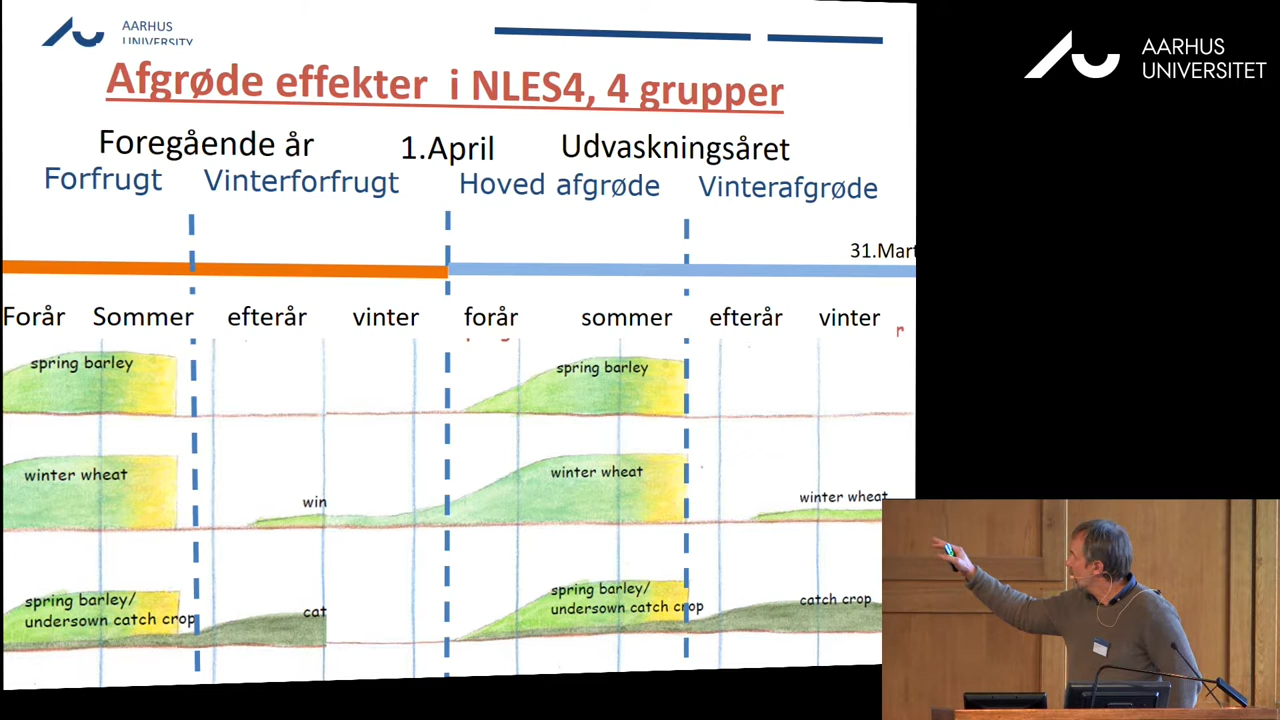 AARHUS
UNIVERSITY
AARHUS
UNIVERSITET
Afgrøde effekter i NLES4, 4 grupper
Foregående år 1.April Udvaskningsåret
Forfrugt Vinterforfrugt Hoved afgrøde Vinterafgrøde
31.Mart
Forår Sommer efterår vinter forår sommer efterår vinter r
spring barley spring barley
winter wheat winter wheat
win winter wheat
spring barley/
undersown catch crop
cat
spring barley/
undersown catch crop
catch crop